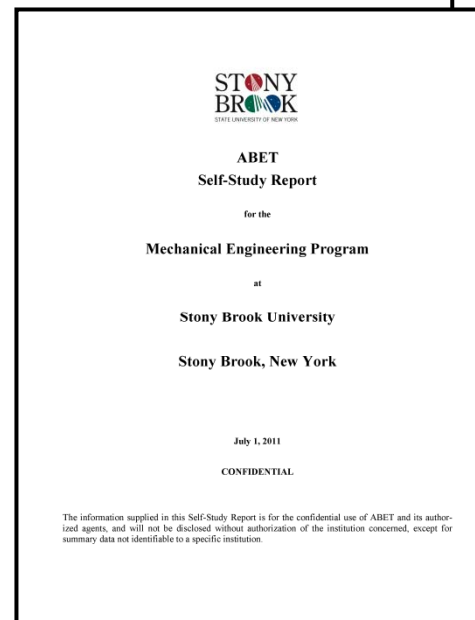 STONY
BROOK
STATE UNIVERSITY OF NEW YORK
ABET
Self-Study Report
for the
Mechanical Engineering Program
at
Stony Brook University
Stony Brook, New York
July 1, 2011
CONFIDENTIAL
The information supplied in this Self-Study Report is for the confidential use of ABET and its author-
ized agents, and will not be disclosed without authorization of the institution concerned, except for
summary data not identifiable to a specific institution.